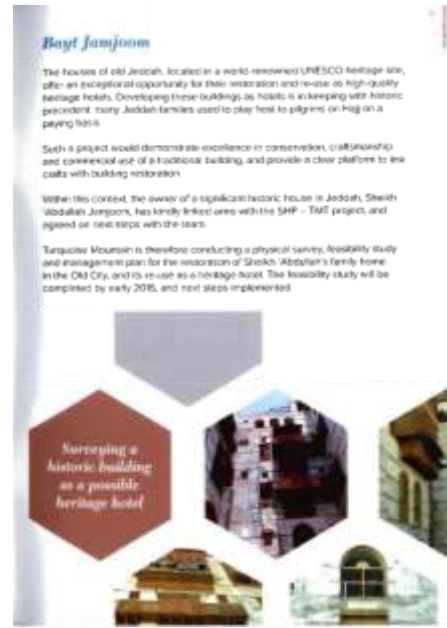 Bayt Jamjoom
The houses of old Jeddah, located in a world renowned UNESCO heritage site,
offer an exceptional opportunity for their restoration and re-use as high-quality
heritage hotels. Developing these buildings as hotels is in keeping with historic
precedent: many Jeddah families used to play host to pilgrims on Hajj on a
paying basis.
Such a project would demonstrate excellence in conservation, craftsmanship
and commercial use of a traditional building, and provide a clear platform to link
crafts with building restoration.
Within this context, the owner of a significant historic house in Jeddah, Sheikh
'Abdullah Jamjoom, has kindly linked arms with the SHP – TMT project, and
agreed on next steps with the team.
Turquoise Mountain is therefore conducting a physical survey, feasibility study
and management plan for the restoration of Sheikh 'Abdullah's family home
in the Old City, and its re-use as a heritage hotel. The feasibility study will be
completed by early 2016, and next steps implemented.
Surveying a
historic building
as a possible
heritage hotel